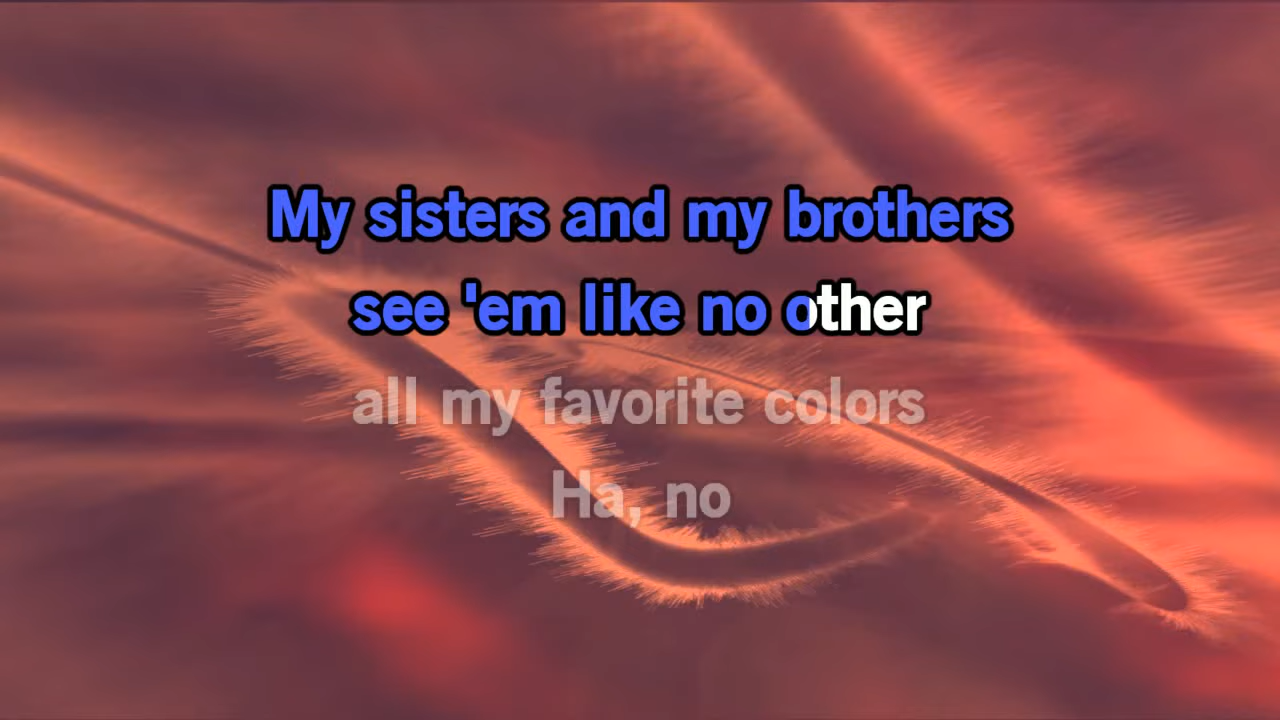 My sisters and my brothers
see 'em like no other
all my favorite colors
Ha, no